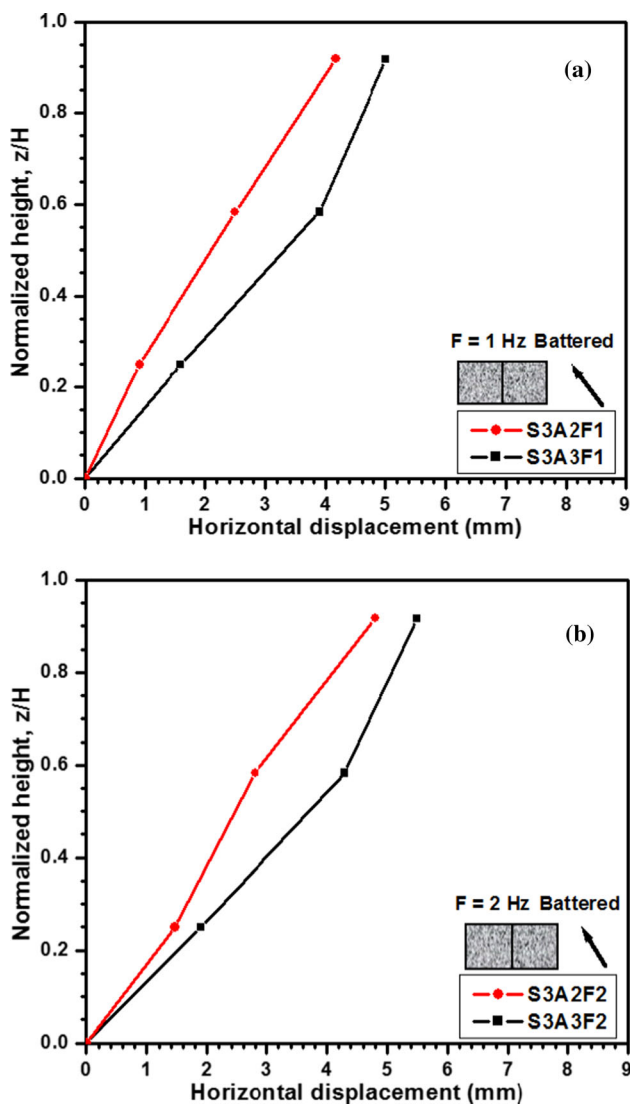 1.0
(a)
0.8
Normalized height, z/H
0.6
0.4
F = 1 Hz Battered
0.2
S3A2F1
S3A3F1
0.0
0 1 2 3 4 5 6 7 8 9
Horizontal displacement (mm)
1.0
(b)
0.8
Normalized height, z/H
0.6
0.4
F = 2 Hz Battered
0.2
S3A2F2
S3A3F2
0.0
0 1 2 3 4 5 6 7 8 9
Horizontal displacement (mm)